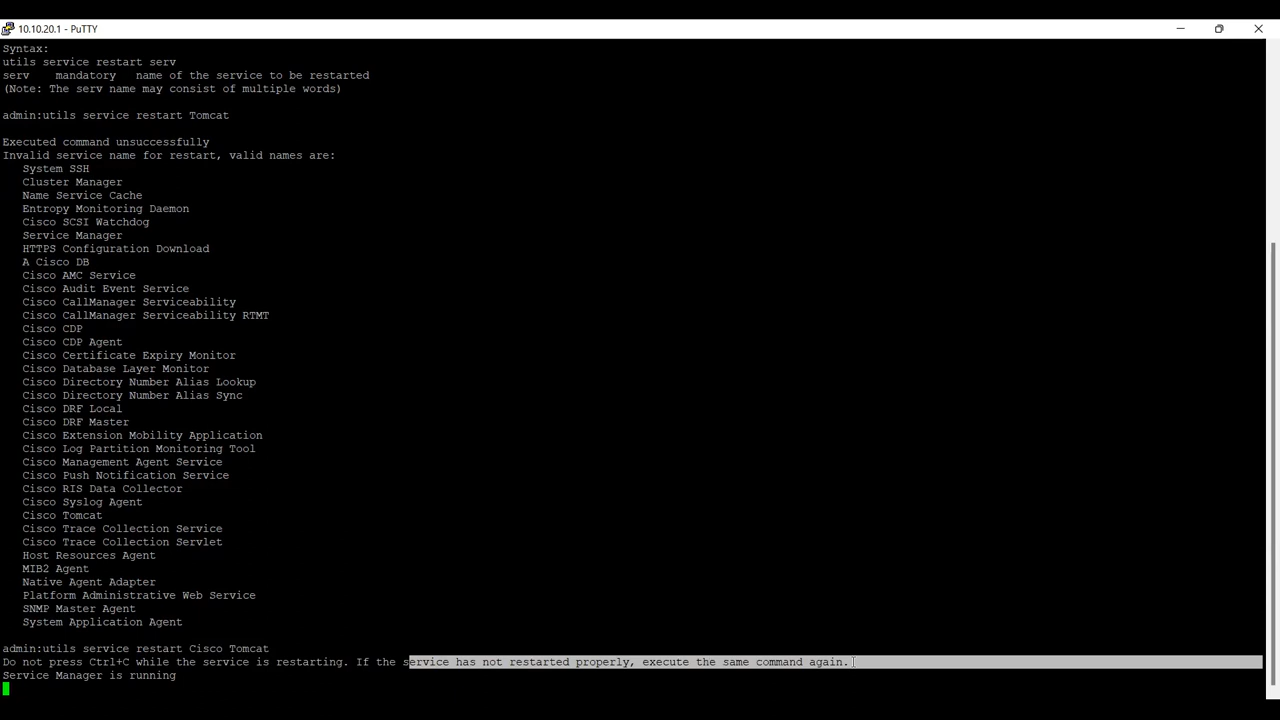 10.10.20.1 - PuTTY
Syntax:
utils service restart serv
serv    mandatory   name of the service to be restarted
(Note: The serv name may consist of multiple words)
admin:utils service restart Tomcat
Executed command unsuccessfully
Invalid service name for restart, valid names are:
System SSH
Cluster Manager
Name Service Cache
Entropy Monitoring Daemon
Cisco SCSI Watchdog
Service Manager
HTTPS Configuration Download
A Cisco DB
Cisco AMC Service
Cisco Audit Event Service
Cisco CallManager Serviceability
Cisco CallManager Serviceability RTMT
Cisco CDP
Cisco CDP Agent
Cisco Certificate Expiry Monitor
Cisco Database Layer Monitor
Cisco Directory Number Alias Lookup
Cisco Directory Number Alias Sync
Cisco DRF Local
Cisco DRF Master
Cisco Extension Mobility Application
Cisco Log Partition Monitoring Tool
Cisco Management Agent Service
Cisco Push Notification Service
Cisco RIS Data Collector
Cisco Syslog Agent
Cisco Tomcat
Cisco Trace Collection Service
Cisco Trace Collection Servlet
Host Resources Agent
MIB2 Agent
Native Agent Adapter
Platform Administrative Web Service
SNMP Master Agent
System Application Agent
admin:utils service restart Cisco Tomcat
Do not press Ctrl+C while the service is restarting. If the service has not restarted properly, execute the same command again.
Service Manager is running